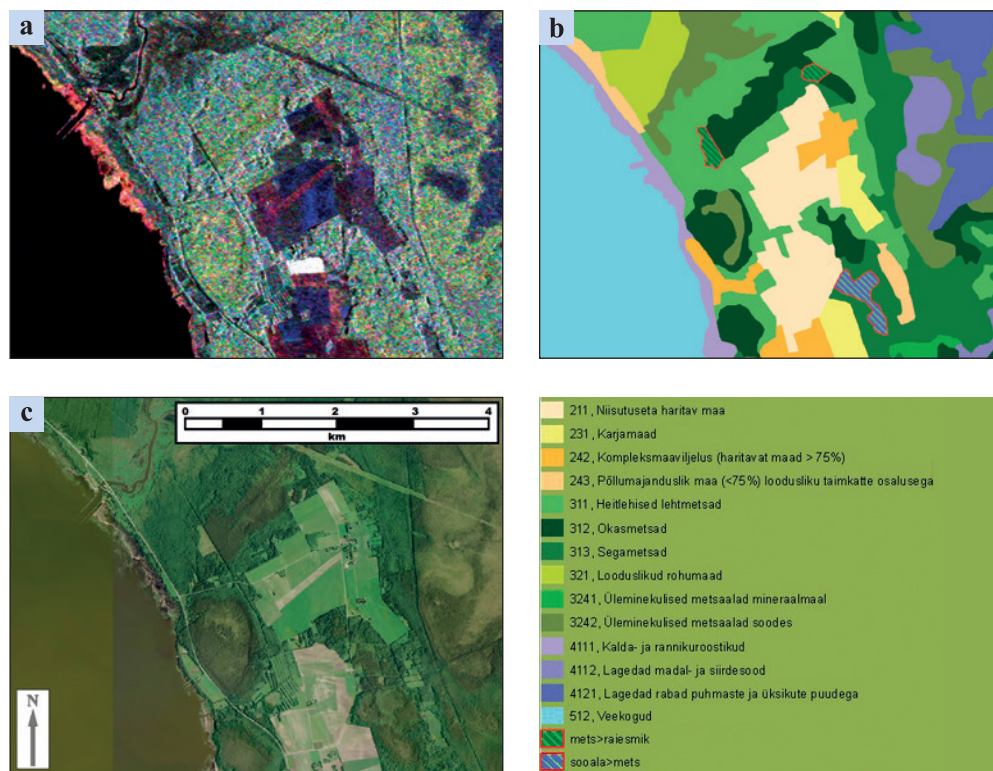 a
b
c
0 1 2 3 4
km
N
211, Niisutuseta haritav maa
231, Karjamaad
242, Kompleksmaaviljelus (haritavat maad > 75%)
243, Põllumajanduslik maa (<75%) loodusliku taimkatte osalusega
311, Heitlehised lehtmetsad
312, Okasmetsad
313, Segametsad
321, Looduslikud rohumaad
3241, Üleminekulised metsaalad mineraalmaal
3242, Üleminekulised metsaalad soodes
4111, Kalda- ja rannikuroostikud
4112, Lagedad madal- ja siirdesood
4121, Lagedad rabad puhmaste ja üksikute puudega
512, Veekogud
mets>raiesmik
sooala>mets